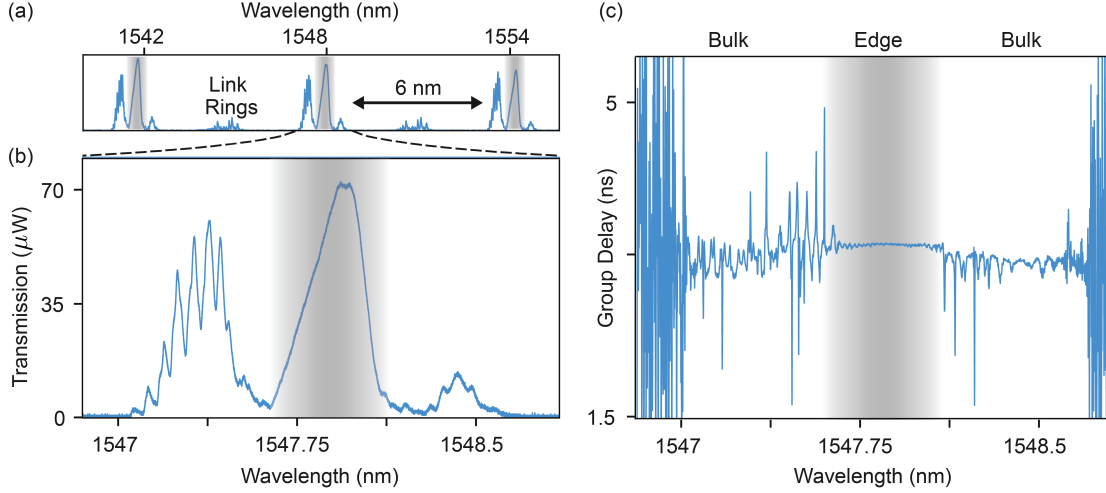 (a)
Wavelength (nm)
1542 1548 1554
Link
Rings
6 nm
(b)
Transmission (μW)
70
35
0
1547 1547.75 1548.5
Wavelength (nm)
(c)
Bulk Edge Bulk
Group Delay (ns)
5
1.5
1547 1547.75 1548.5
Wavelength (nm)